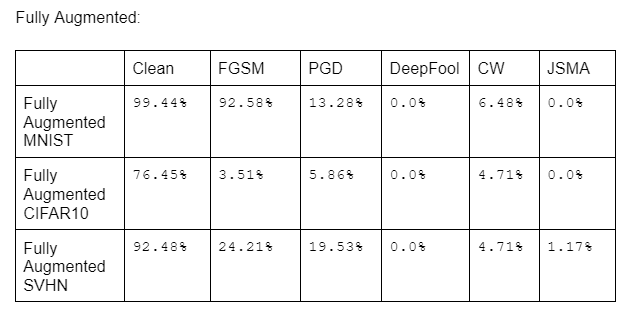 Fully Augmented:
Clean FGSM PGD DeepFool CW JSMA
Fully 99.44% 92.58% 13.28% 0.0% 6.48% 0.0%
Augmented
MNIST
Fully 76.45% 3.51% 5.86% 0.0% 4.71% 0.0%
Augmented
CIFAR10
Fully 92.48% 24.21% 19.53% 0.0% 4.71% 1.17%
Augmented
SVHN